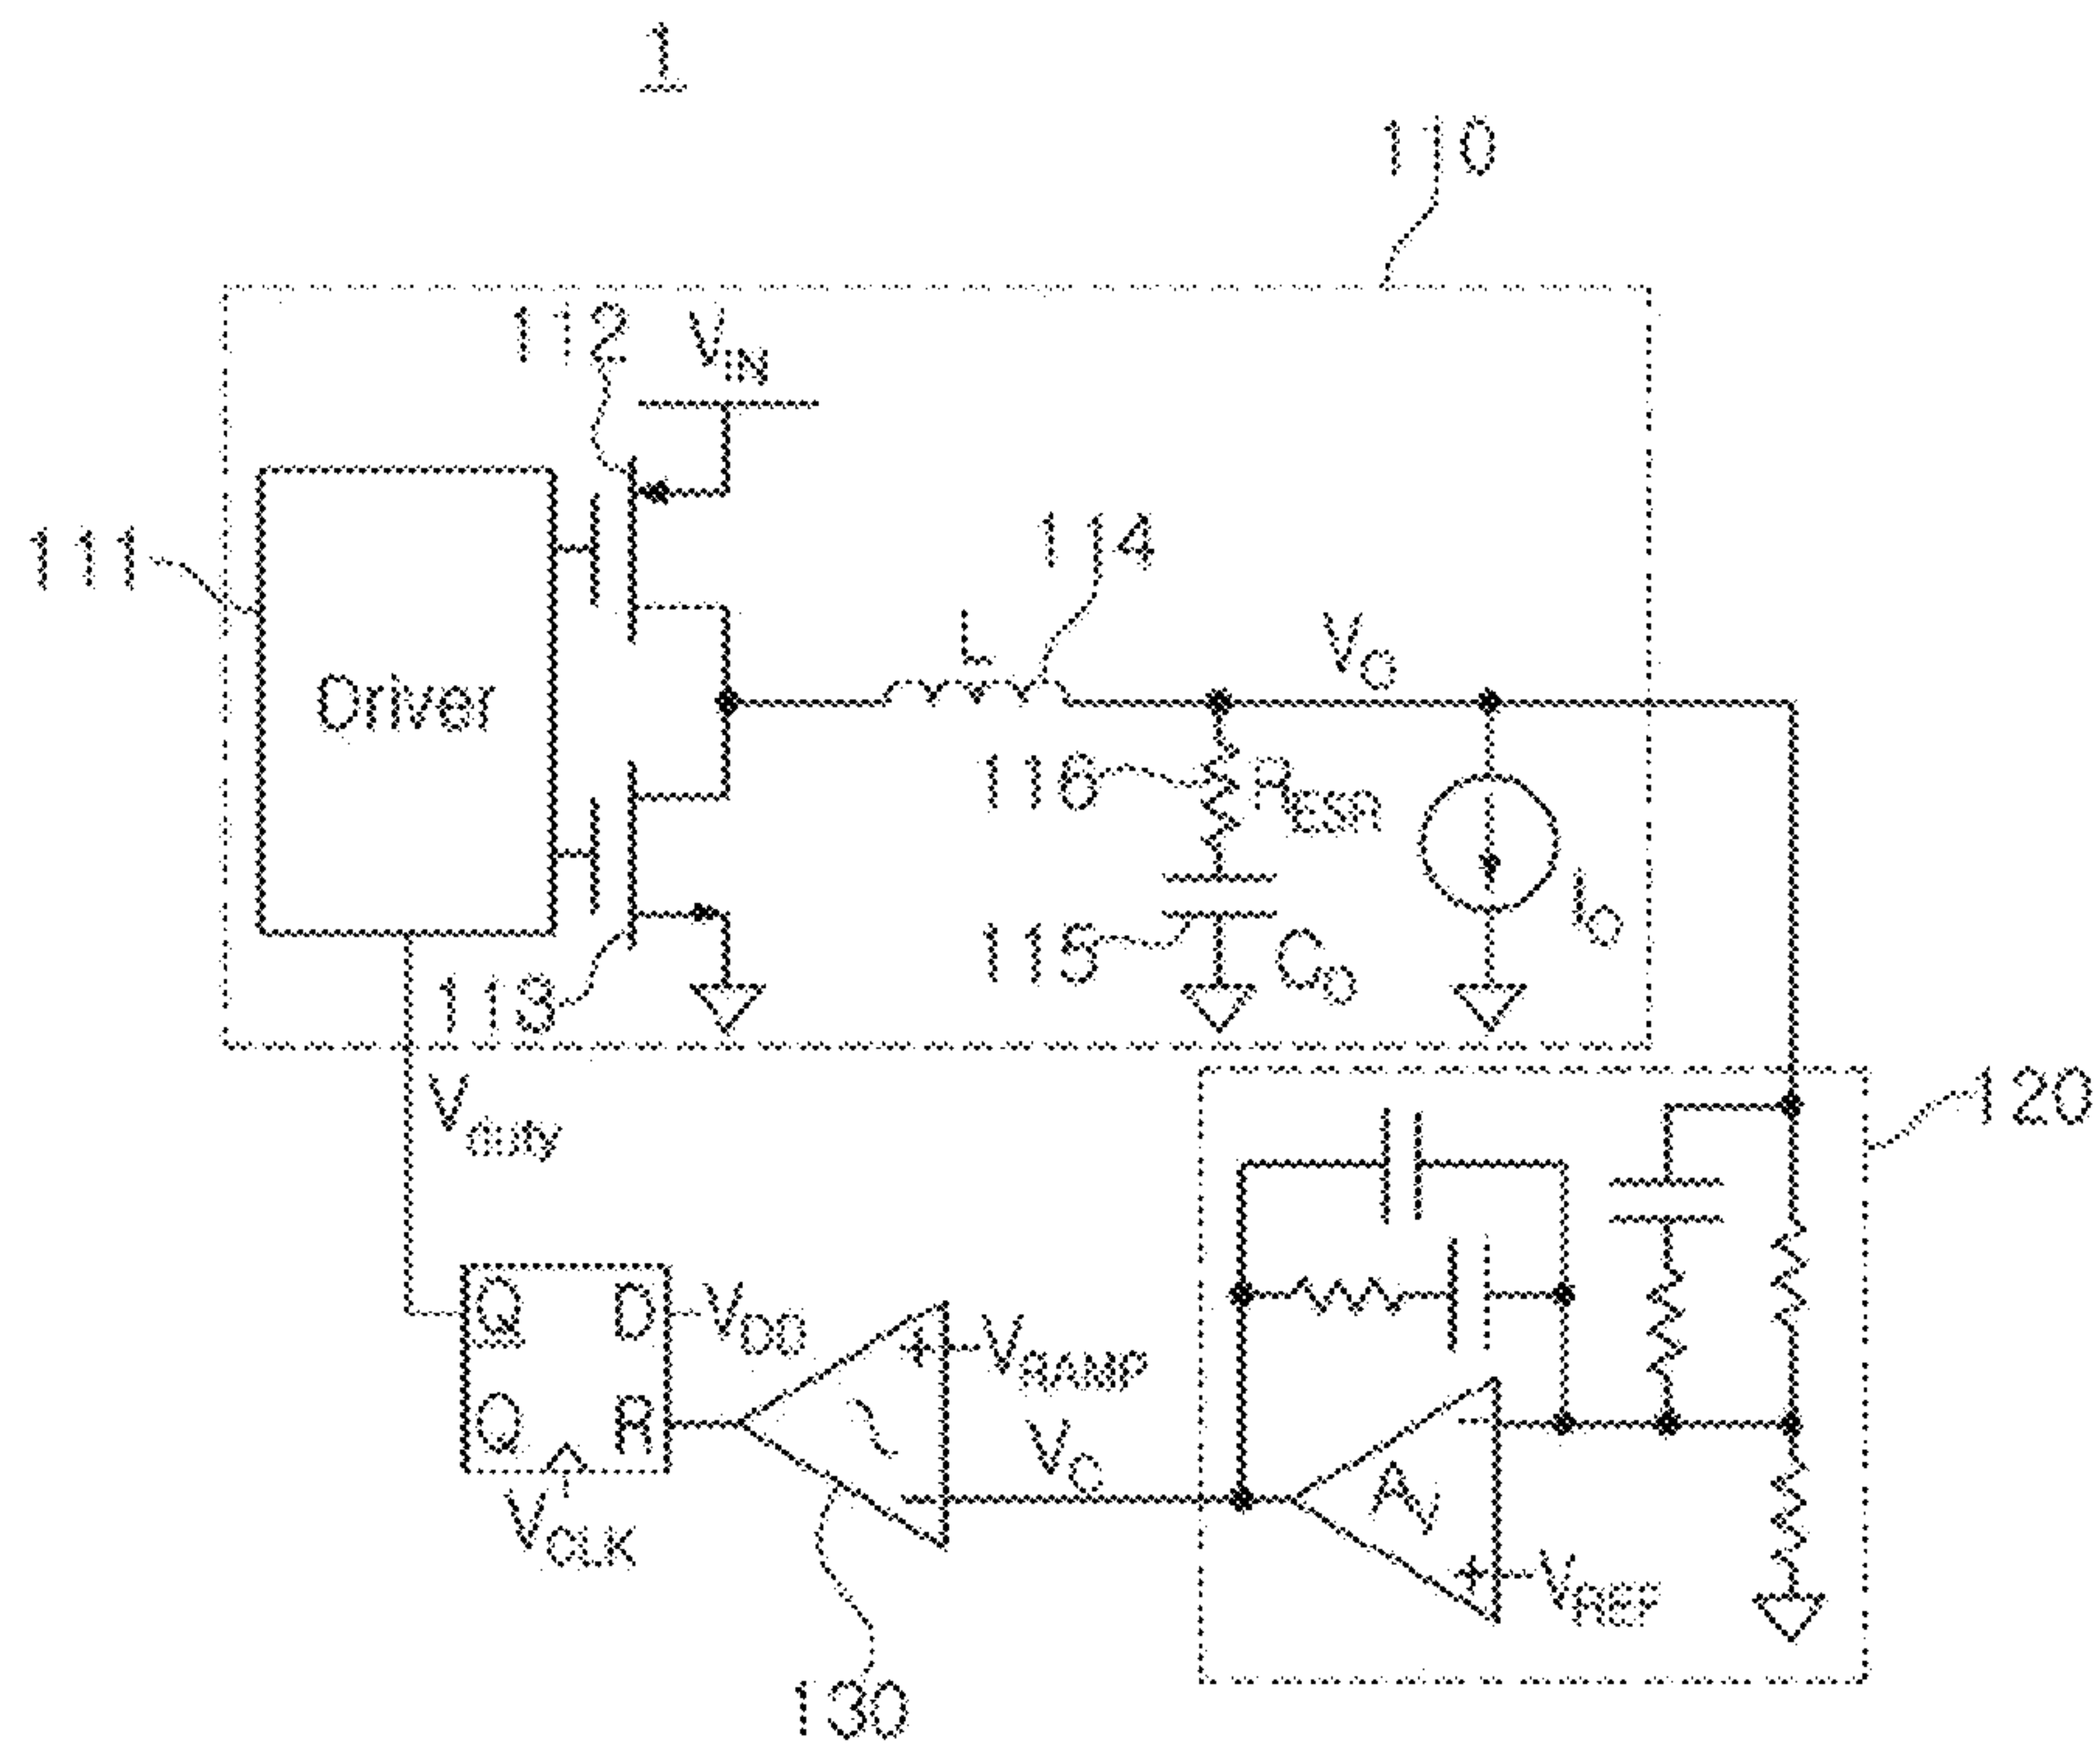 1
110
112 VIN
111
114
L
VO
Driver
116
RESR
IO
115
CO
113
Vduty
120
Q D VDD
VRAMP
+
Q R
VC
-
AV
VCLK
+
VREF
130